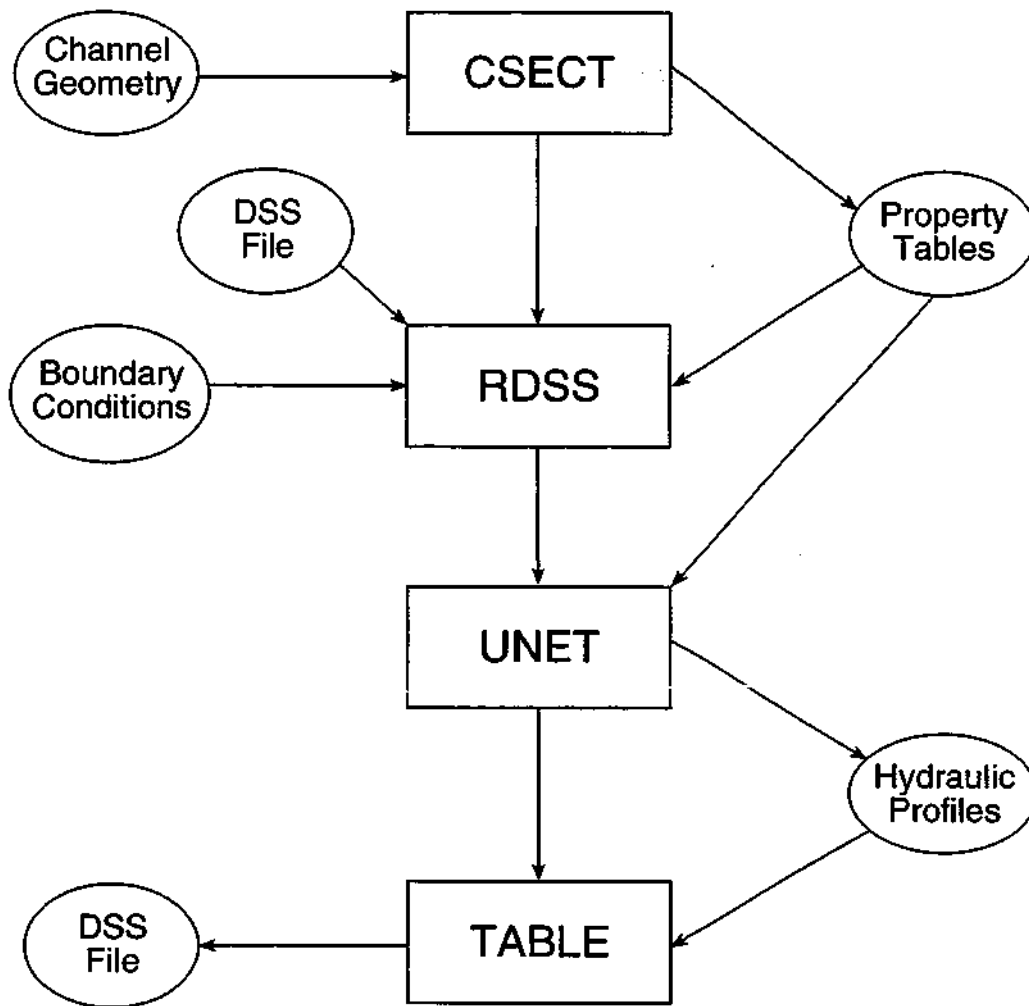 Channel
Geometry
CSECT
DSS
File
Property
Tables
Boundary
Conditions
RDSS
UNET
Hydraulic
Profiles
DSS
File
TABLE